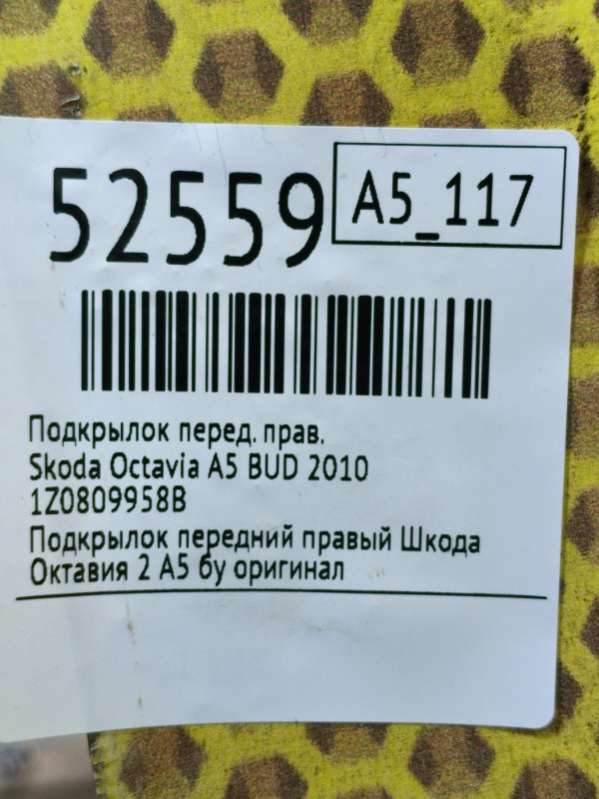 52559
A5_117
Подкрылок перед. прав.
Skoda Octavia A5 BUD 2010
1Z0809958B
Подкрылок передний правый Шкода
Октавия 2 А5 бу оригинал